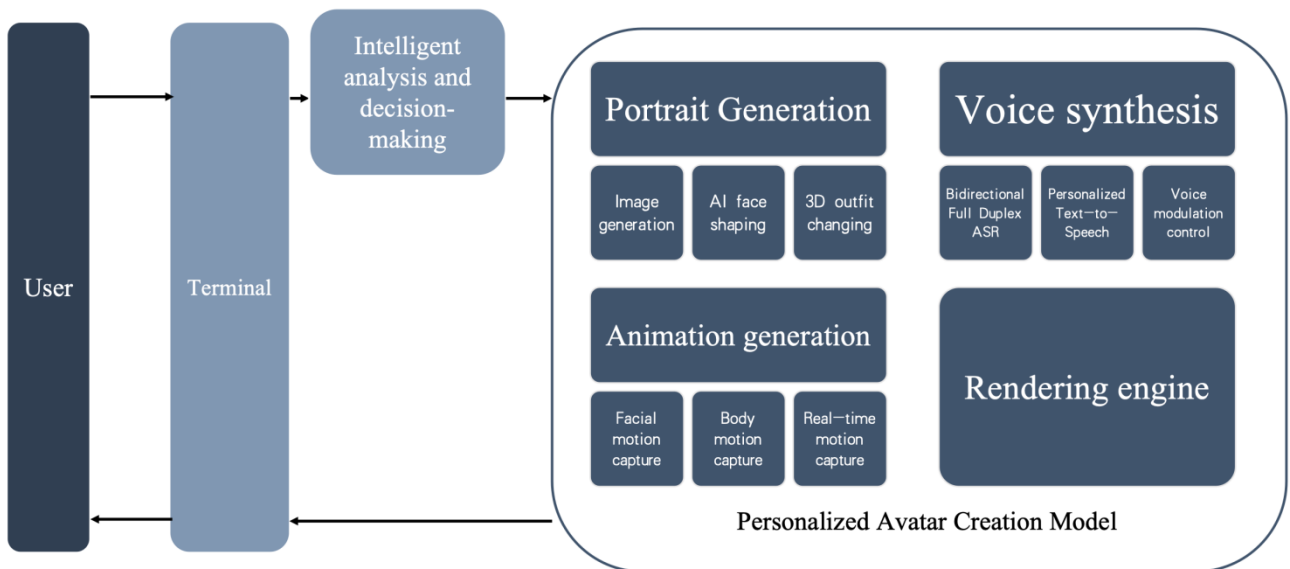 User
Terminal
Intelligent
analysis and
decision-
making
Portrait Generation
Image
generation
AI face
shaping
3D outfit
changing
Voice synthesis
Bidirectional
Full Duplex
ASR
Personalized
Text-to-
Speech
Voice
modulation
control
Animation generation
Facial
motion
capture
Body
motion
capture
Real-time
motion
capture
Rendering engine
Personalized Avatar Creation Model